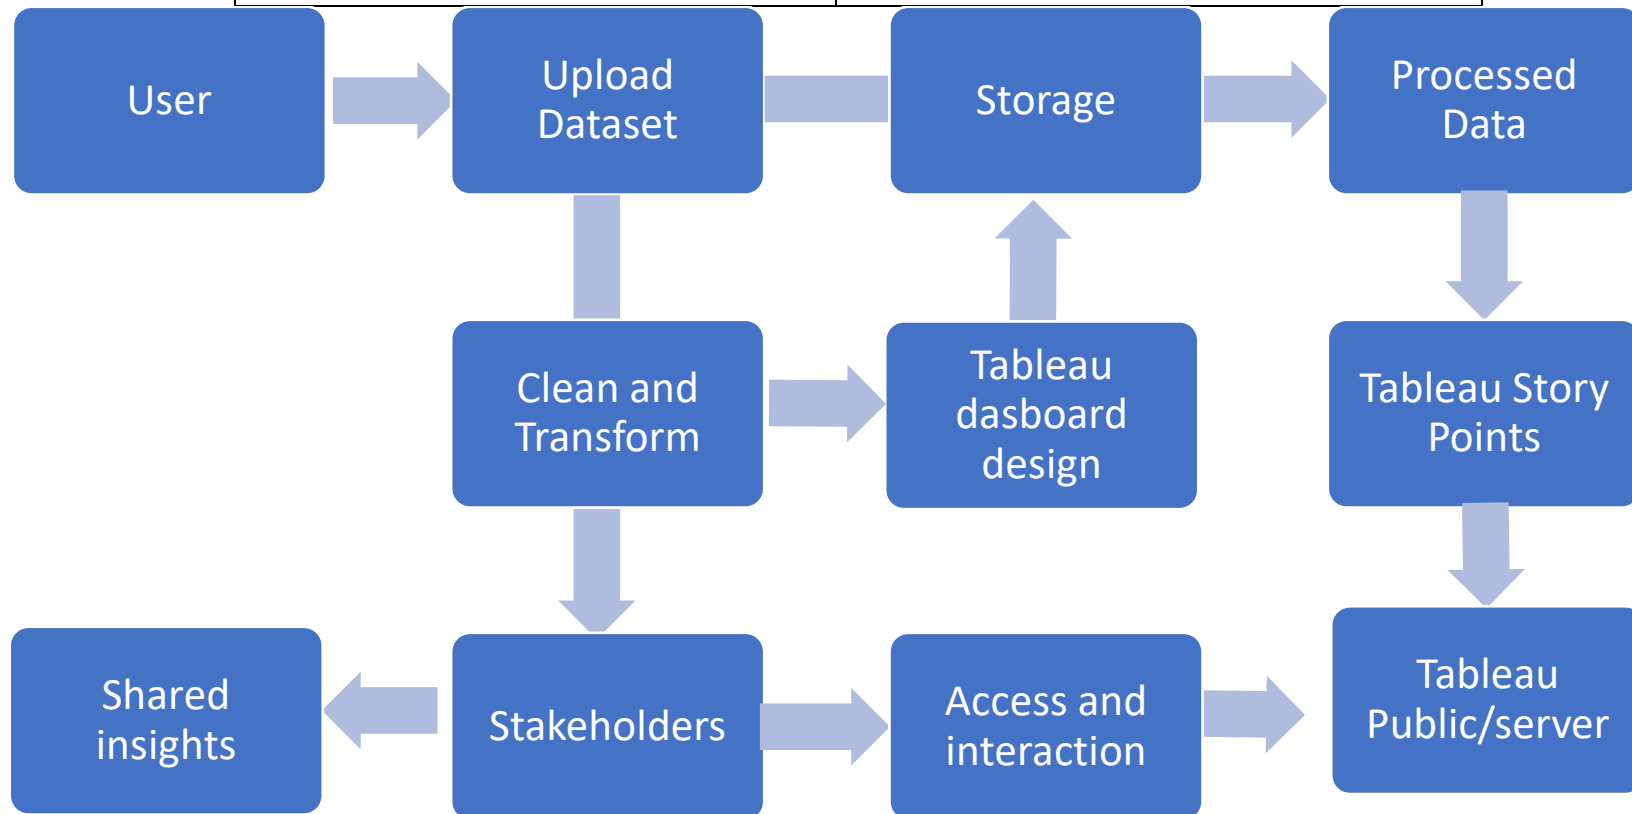 User
Upload
Dataset
Storage
Processed
Data
Clean and
Transform
Tableau
dasboard
design
Tableau Story
Points
Shared
insights
Stakeholders
Access and
interaction
Tableau
Public/server